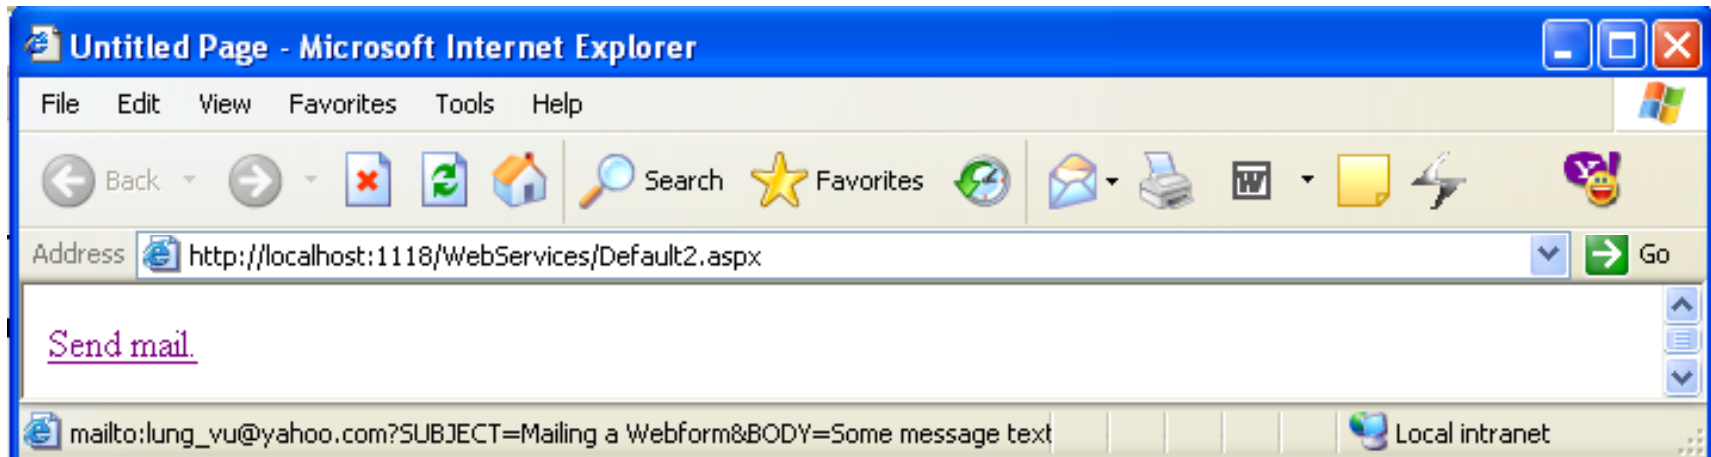 Untitled Page - Microsoft Internet Explorer
File Edit View Favorites Tools Help
Back Search Favorites W Y!
Address http://localhost:1118/WebServices/Default2.aspx Go
Send mail.
mailto:lung_vu@yahoo.com?SUBJECT=Mailing a Webform&BODY=Some message text Local intranet